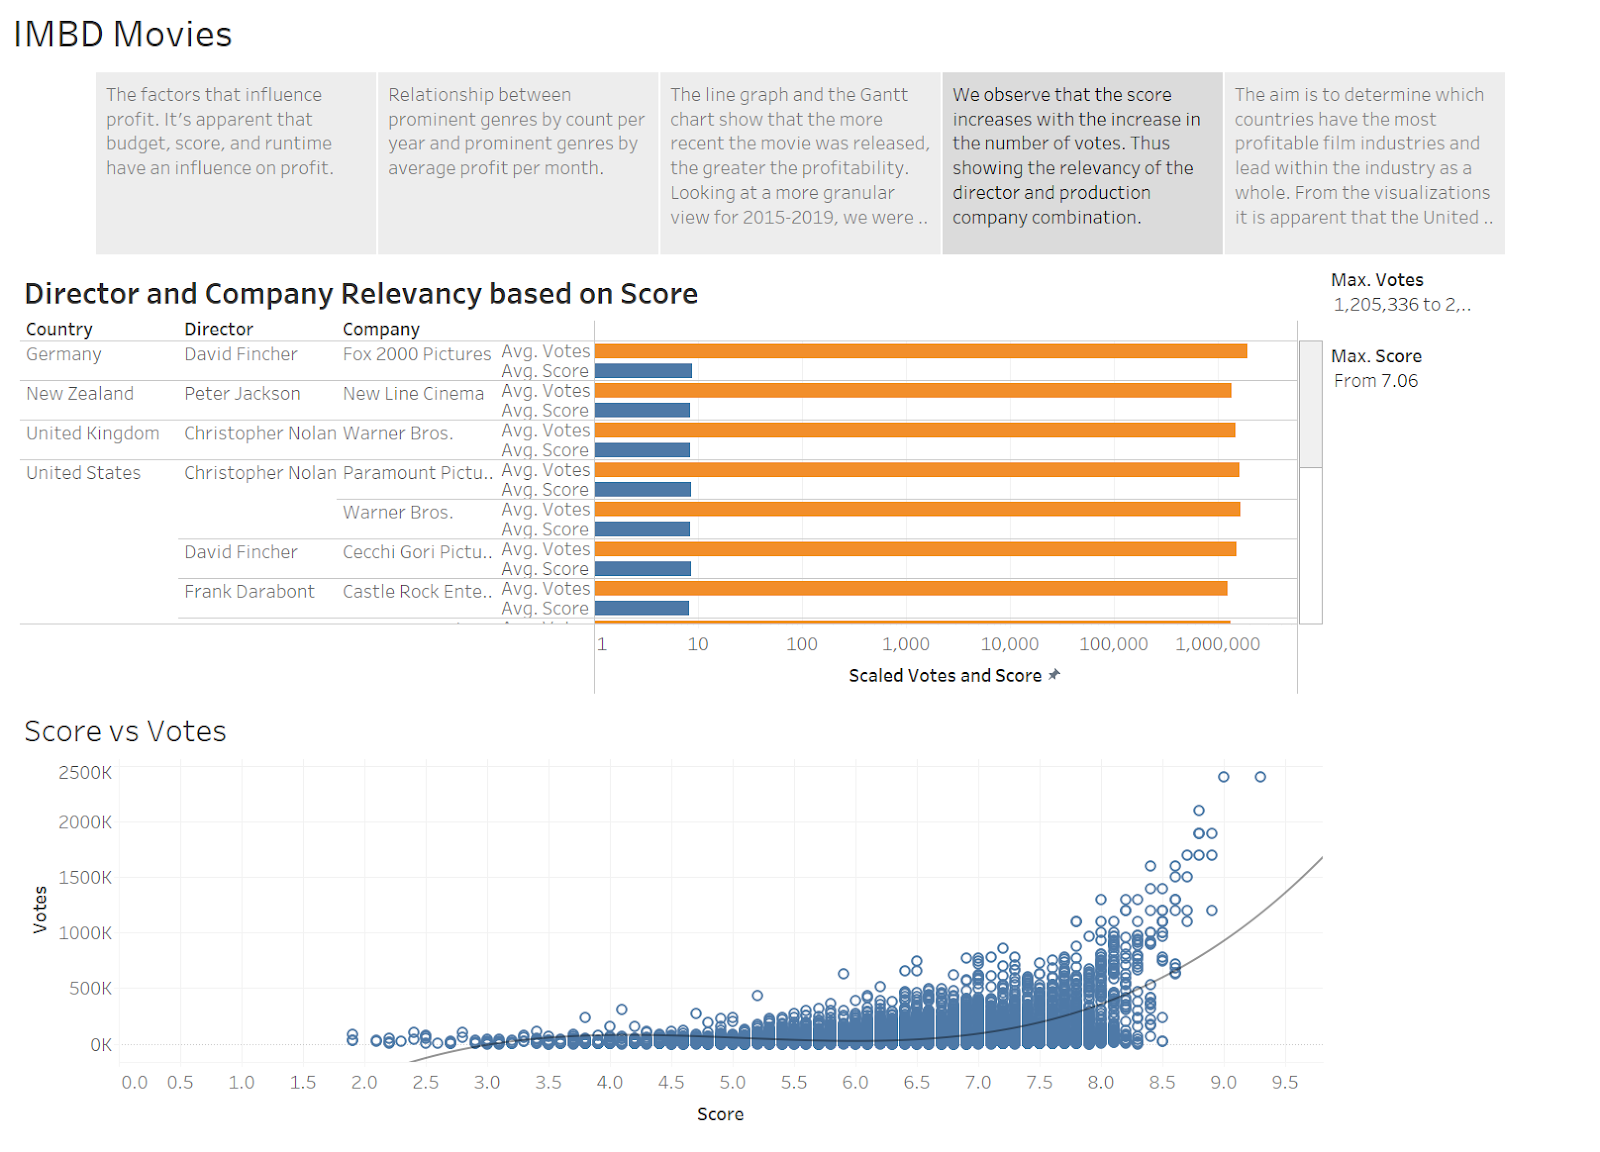 IMBD Movies
The factors that influence
profit. It's apparent that
budget, score, and runtime
have an influence on profit.
Relationship between
prominent genres by count per
year and prominent genres by
average profit per month.
The line graph and the Gantt
chart show that the more
recent the movie was released,
the greater the profitability.
Looking at a more granular
view for 2015-2019, we were ..
We observe that the score
increases with the increase in
the number of votes. Thus
showing the relevancy of the
director and production
company combination.
The aim is to determine which
countries have the most
profitable film industries and
lead within the industry as a
whole. From the visualizations
it is apparent that the United ..
Director and Company Relevancy based on Score
Max. Votes
1,205,336 to 2,..
Max. Score
From 7.06
Country Director Company
Germany David Fincher Fox 2000 Pictures Avg. Votes
Avg. Score
New Zealand Peter Jackson New Line Cinema Avg. Votes
Avg. Score
United Kingdom Christopher Nolan Warner Bros. Avg. Votes
Avg. Score
United States Christopher Nolan Paramount Pictu.. Avg. Votes
Avg. Score
Warner Bros. Avg. Votes
Avg. Score
David Fincher Cecchi Gori Pictu.. Avg. Votes
Avg. Score
Frank Darabont Castle Rock Ente.. Avg. Votes
Avg. Score
1 10 100 1,000 10,000 100,000 1,000,000
Scaled Votes and Score
Score vs Votes
2500K
2000K
1500K
1000K
500K
0K
Votes
0.0 0.5 1.0 1.5 2.0 2.5 3.0 3.5 4.0 4.5 5.0 5.5 6.0 6.5 7.0 7.5 8.0 8.5 9.0 9.5
Score